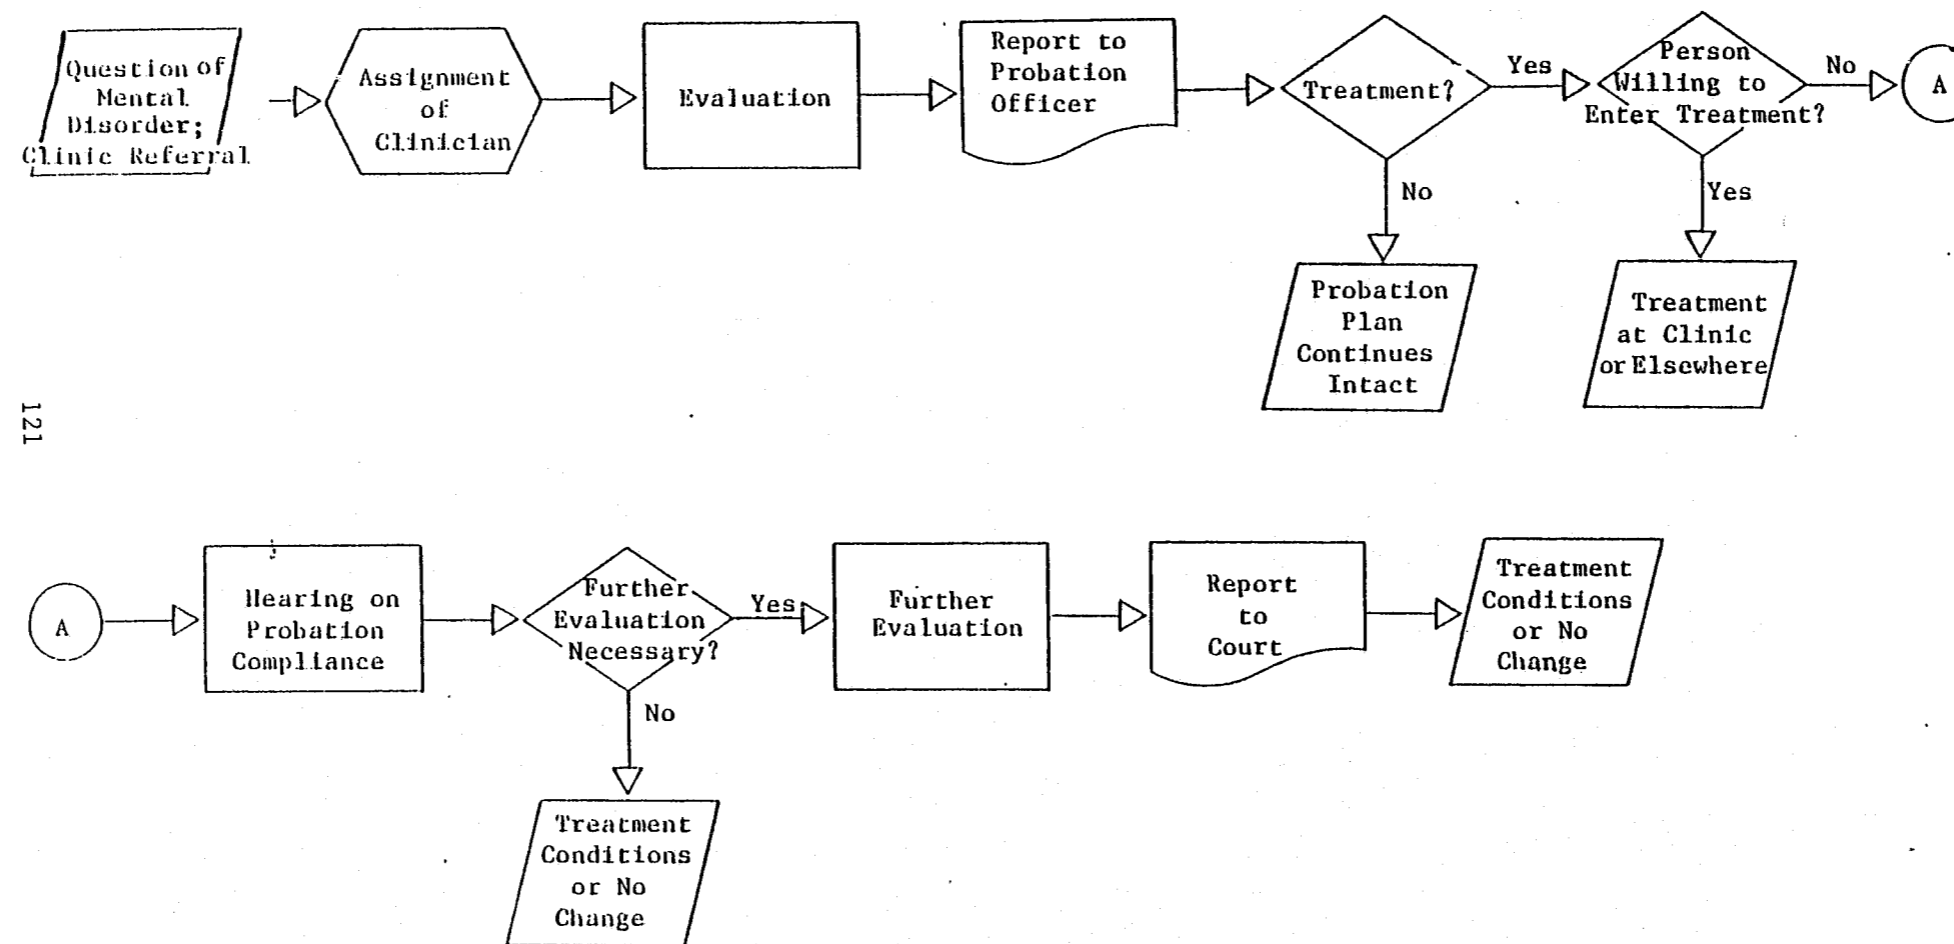 Question of
Mental
Disorder;
Clinic Referral
Assignment
of
Clinician
Evaluation
Report to
Probation
Officer
Treatment?
Yes
No
Person
Willing to
Enter Treatment?
No
A
Yes
Probation
Plan
Continues
Intact
Treatment
at Clinic
or Elsewhere
121
A
Hearing on
Probation
Compliance
Further
Evaluation
Necessary?
Yes
No
Further
Evaluation
Report
to
Court
Treatment
Conditions
or No
Change
Treatment
Conditions
or No
Change